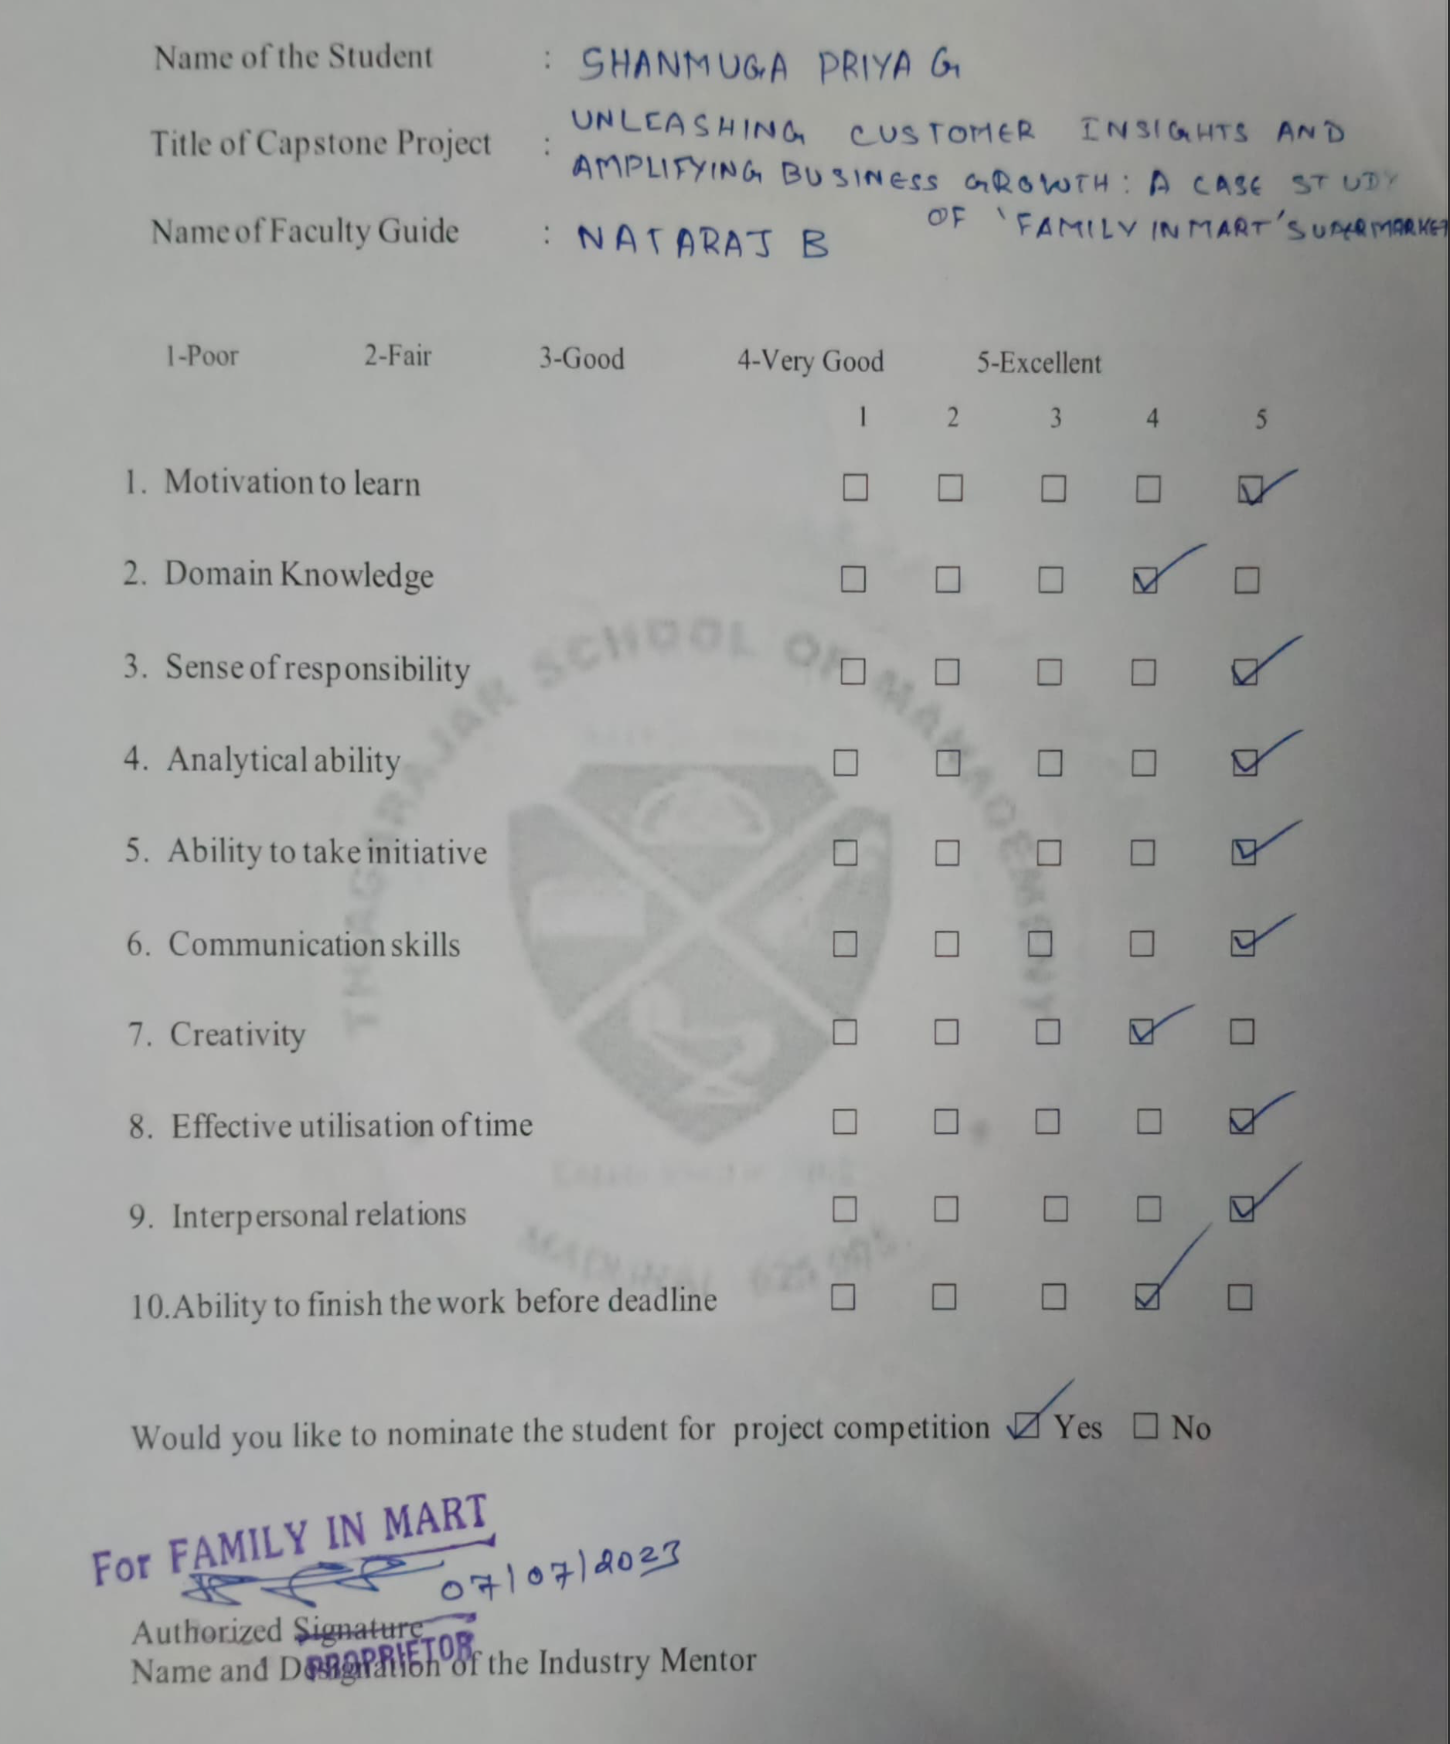 Name of the Student : SHANMUGA PRIYA G
Title of Capstone Project : UNLEASHING CUSTOMER INSIGHTS AND
AMPLIFYING BUSINESS GROWTH: A CASE STUDY
OF 'FAMILY IN MART' SUPERMARKET
Name of Faculty Guide : NATARAJ B
1-Poor 2-Fair 3-Good 4-Very Good 5-Excellent
1 2 3 4 5
1. Motivation to learn
2. Domain Knowledge
3. Sense of responsibility
4. Analytical ability
5. Ability to take initiative
6. Communication skills
7. Creativity
8. Effective utilisation of time
9. Interpersonal relations
10.Ability to finish the work before deadline
Would you like to nominate the student for project competition Yes No
For FAMILY IN MART
07/07/2023
Authorized Signature
PROPRIETOR
Name and Designation of the Industry Mentor
THIAGARAJAR SCHOOL OF MANAGEMENT
MADURAI 625 005